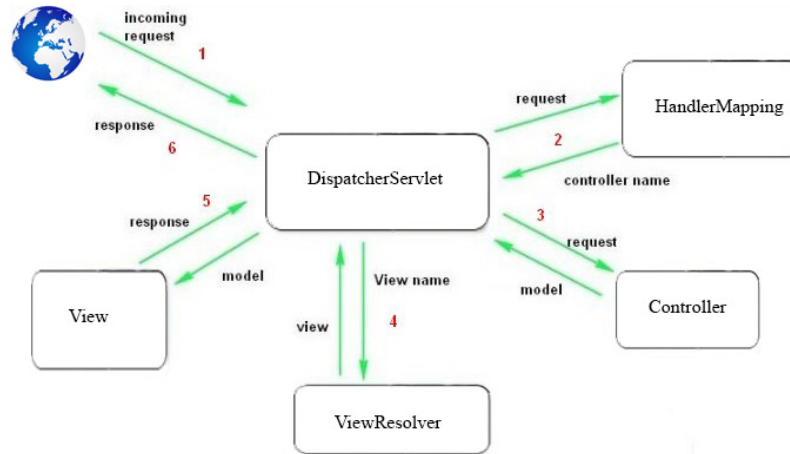 incoming
request
1
response
6
request
HandlerMapping
2
controller name
DispatcherServlet
5
response
3
request
model
model
View name
View
4
view
Controller
ViewResolver